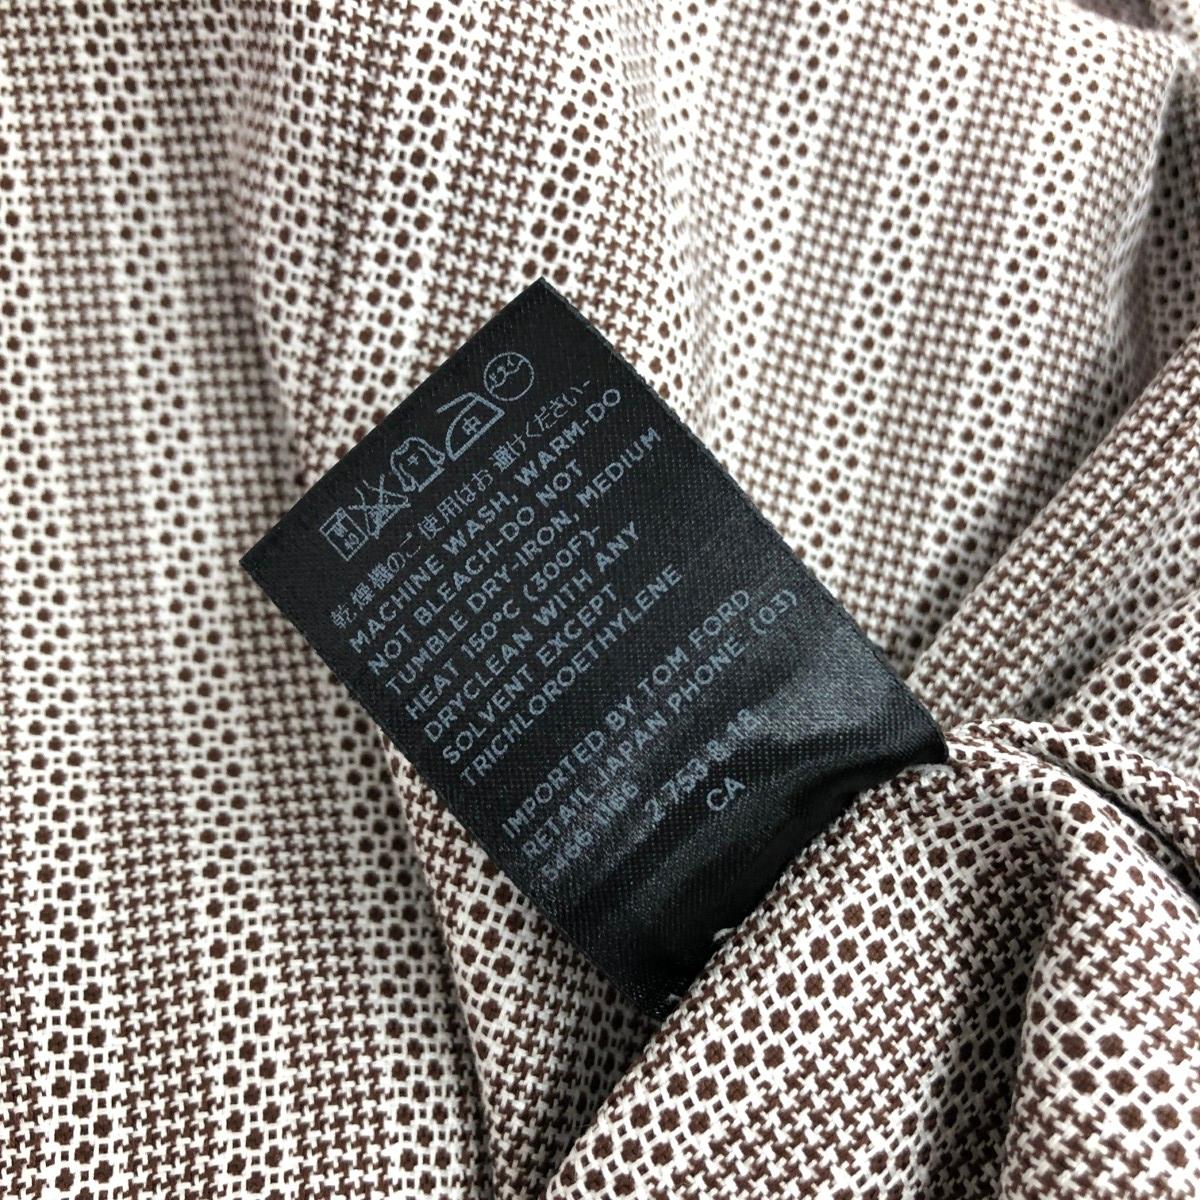 中
乾燥機のご使用はお避けください-
MACHINE WASH, WARM-DO
NOT BLEACH-DO NOT
TUMBLE DRY-IRON, MEDIUM
HEAT 150°C (300F)-
DRYCLEAN WITH ANY
SOLVENT EXCEPT
TRICHLOROETHYLENE
IMPORTED BY TOM FORD
RETAIL JAPAN PHONE (03)
5466 1166
CA